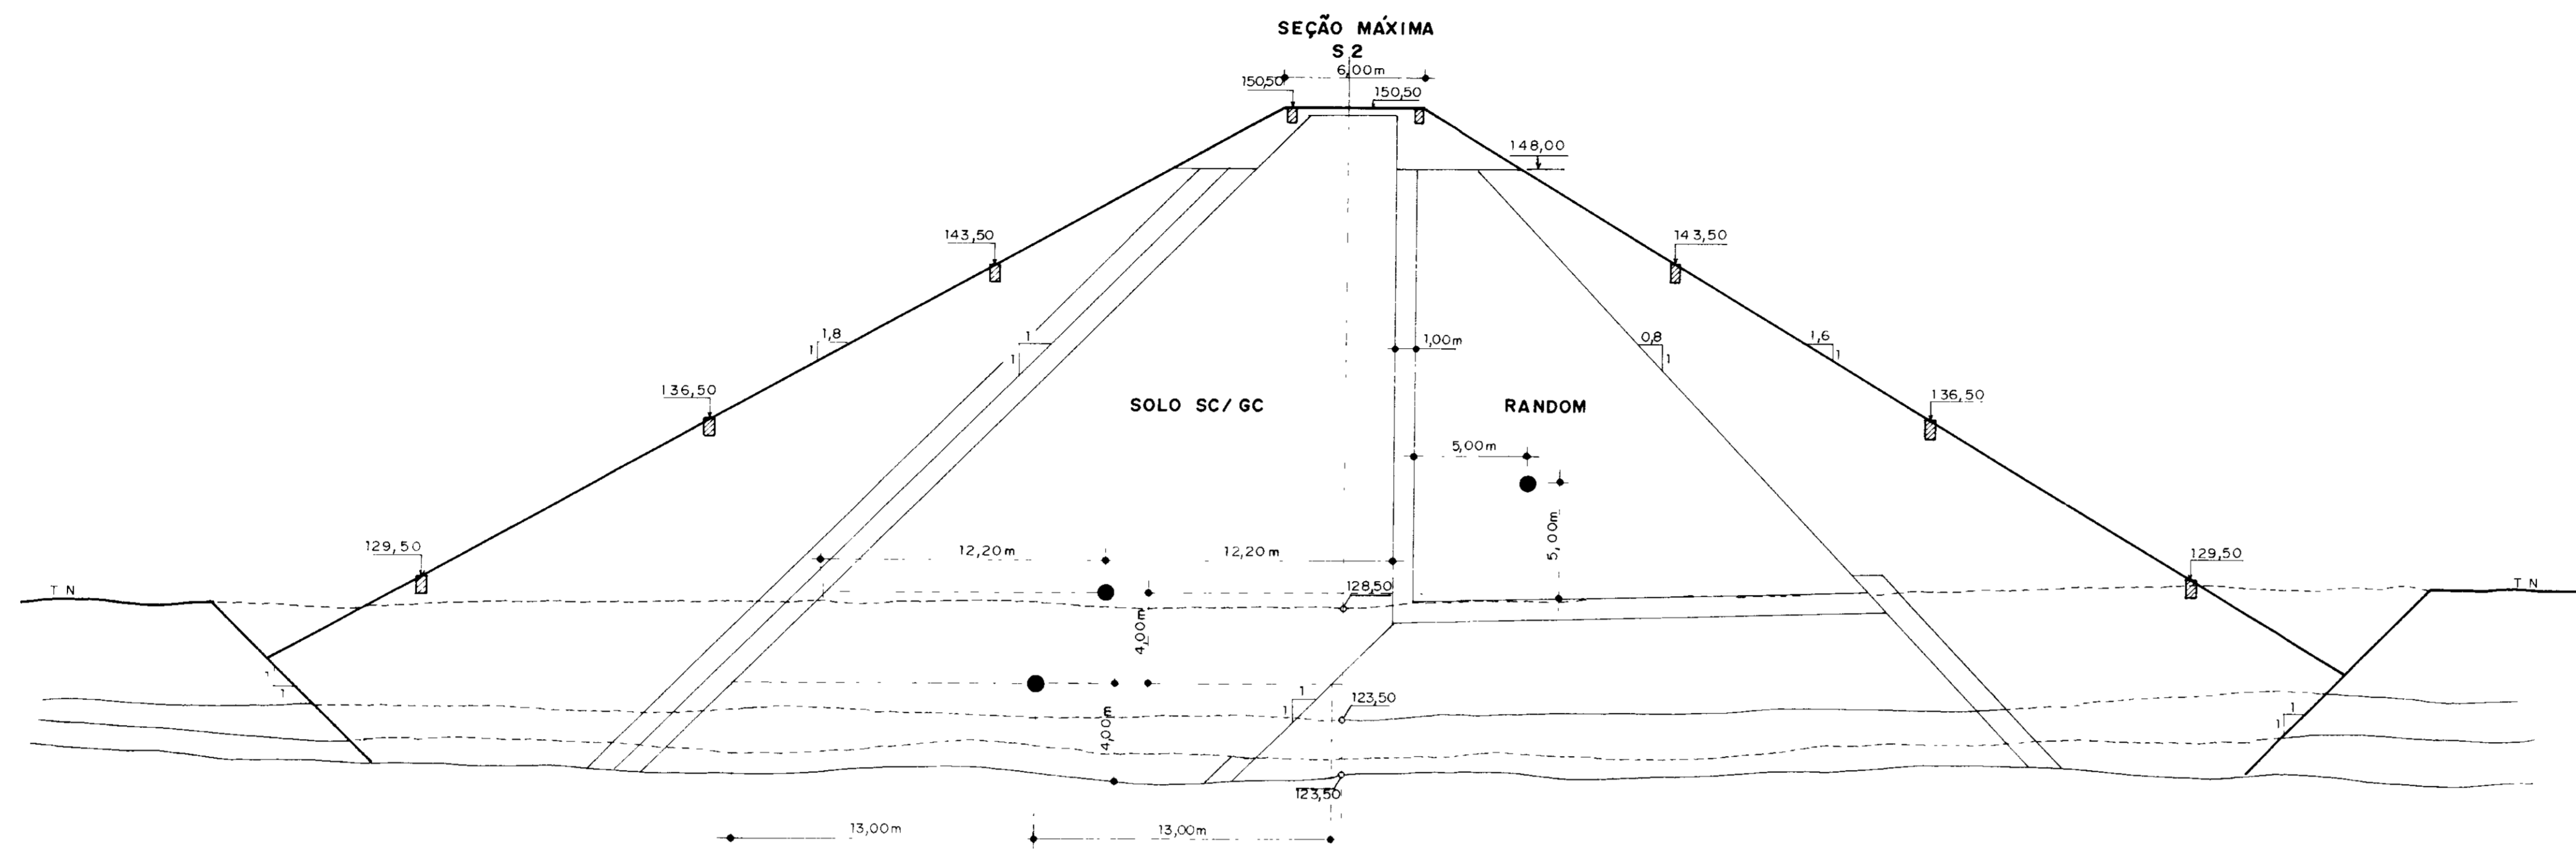 SEÇÃO MÁXIMA
S 2
6,00m
150,50
150,50
148,00
143,50
143,50
1,8
1
1
1
1,00m
0,8
1
1,6
1
136,50
136,50
SOLO SC/GC
RANDOM
5,00m
5,00m
129,50
12,20m
12,20m
129,50
T N
128,50
T N
4,00m
1
1
1
1
123,50
1
1
4,00m
123,50
13,00m
13,00m